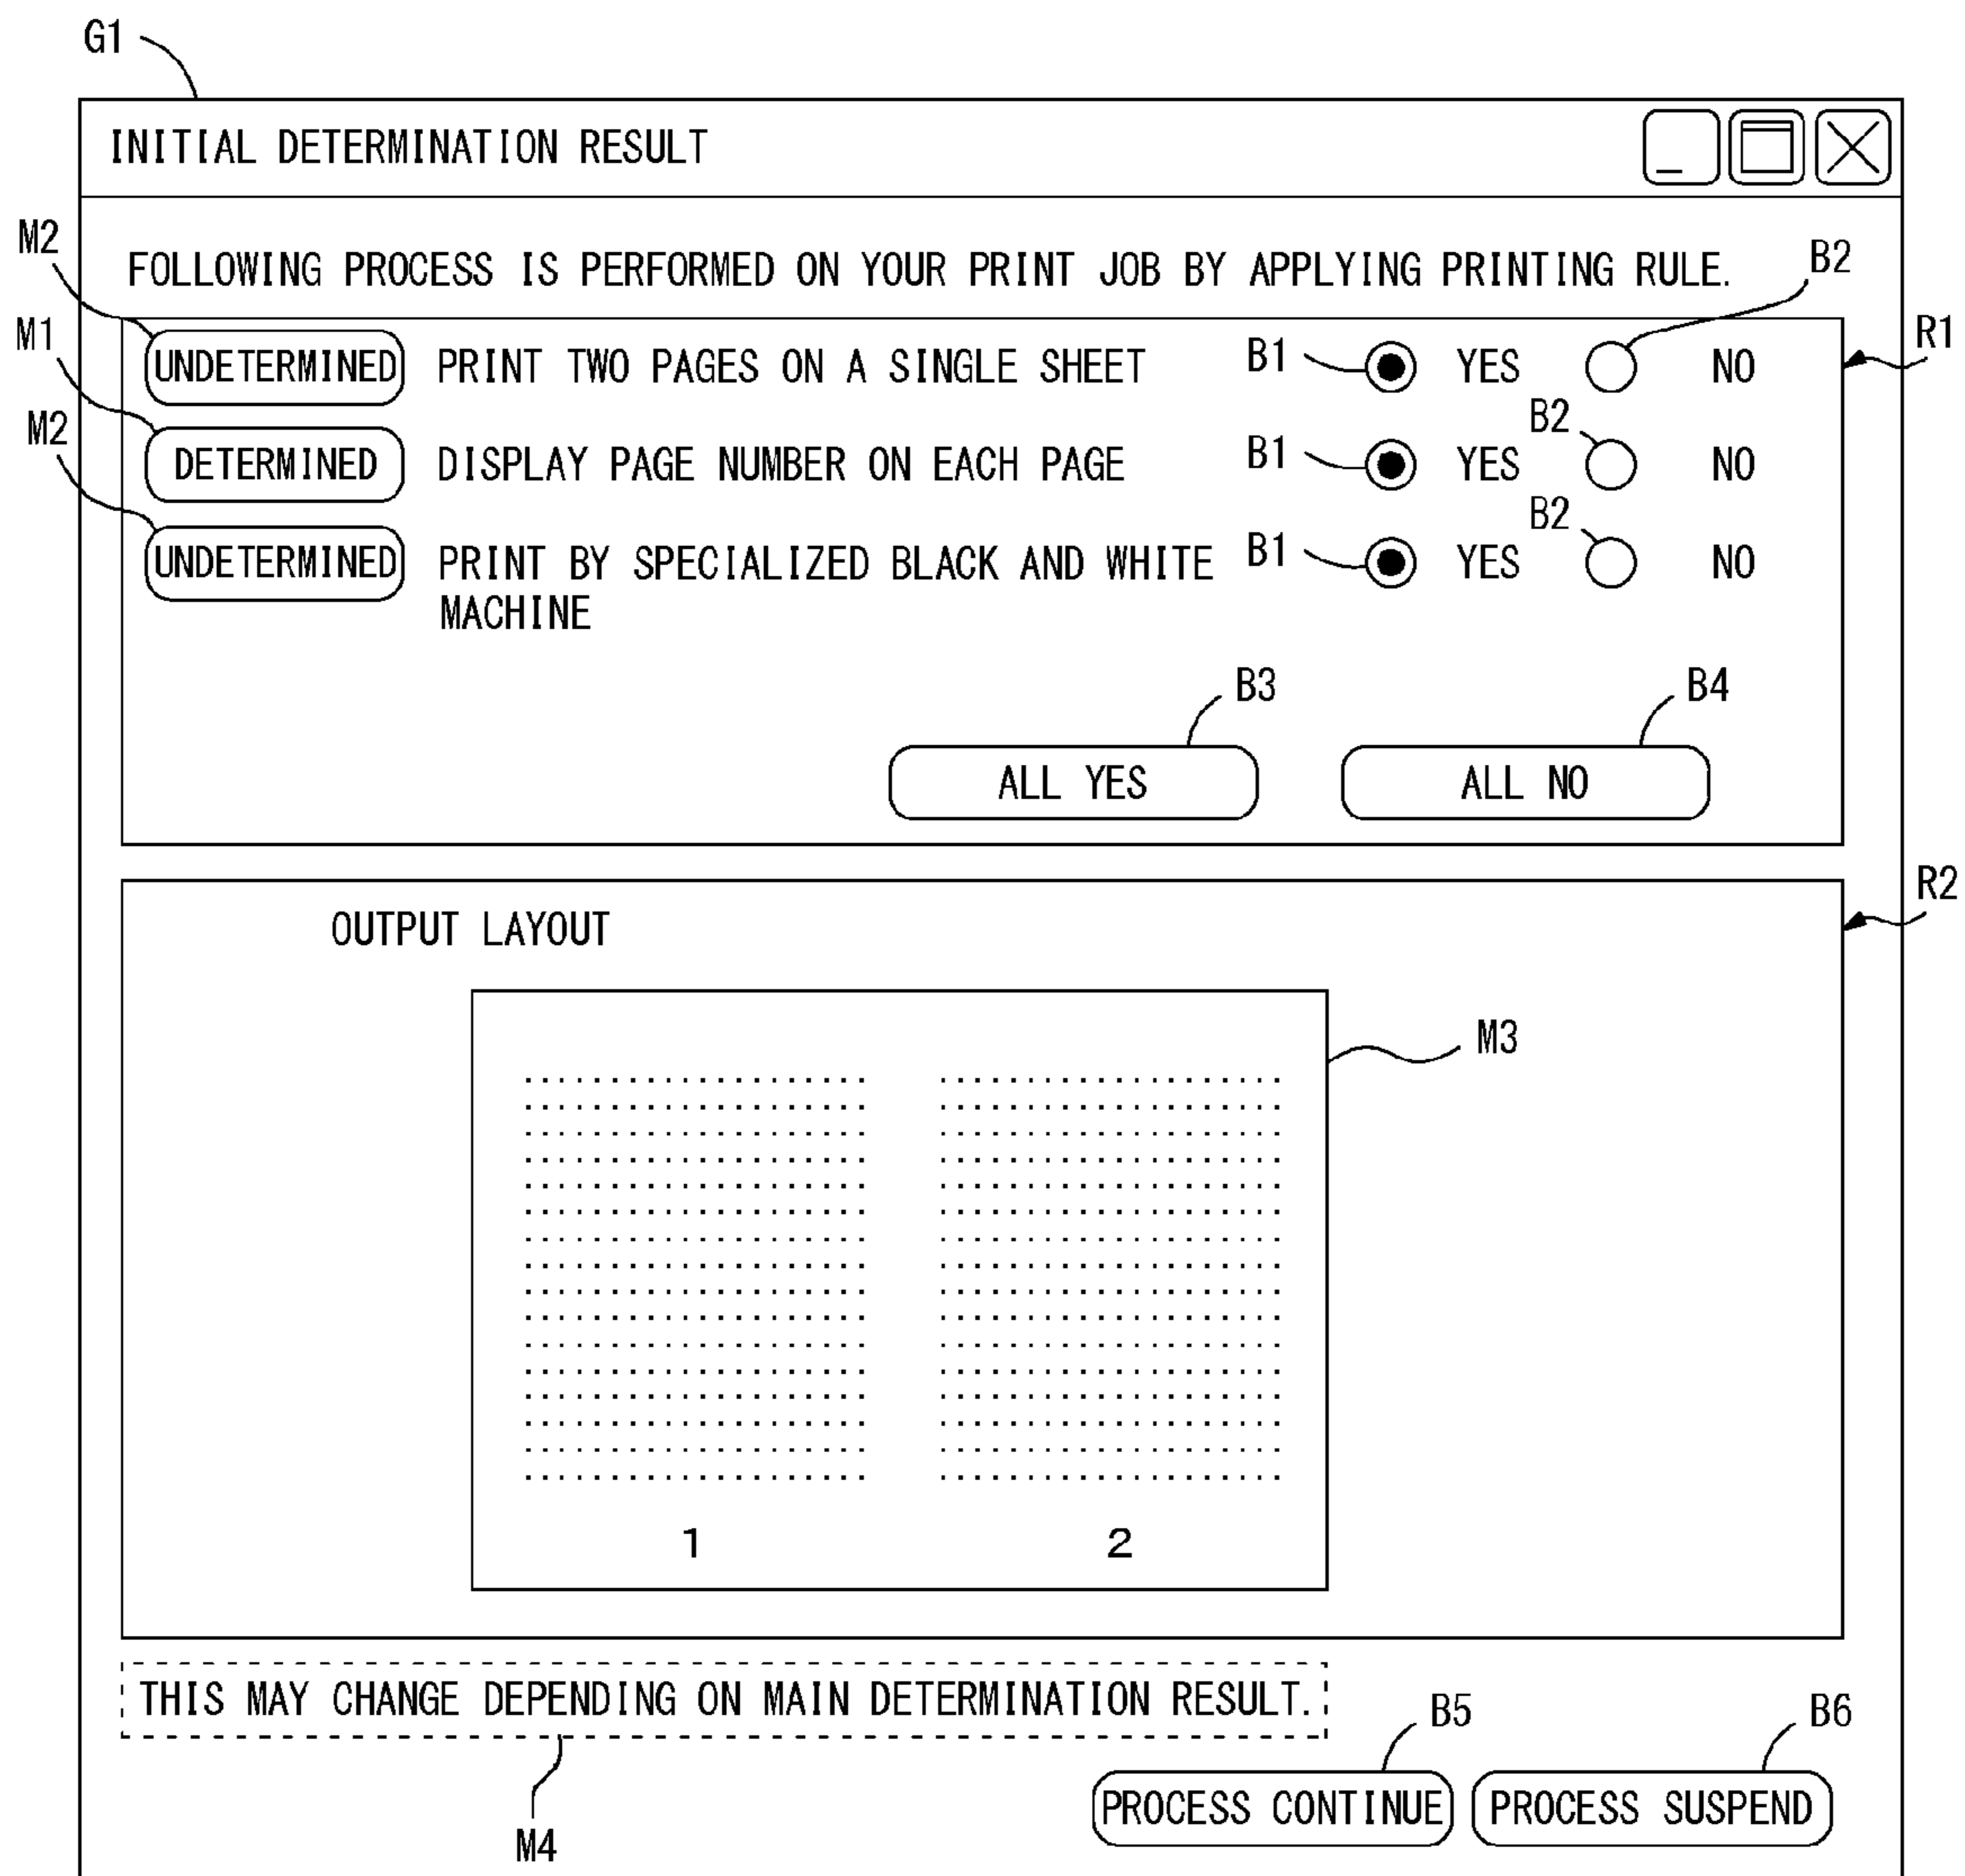 G1
INITIAL DETERMINATION RESULT
M2
FOLLOWING PROCESS IS PERFORMED ON YOUR PRINT JOB BY APPLYING PRINTING RULE.
B2
M1
UNDETERMINED PRINT TWO PAGES ON A SINGLE SHEET B1 YES NO
R1
M2
DETERMINED DISPLAY PAGE NUMBER ON EACH PAGE B1 YES B2 NO
UNDETERMINED PRINT BY SPECIALIZED BLACK AND WHITE B1 YES B2 NO
MACHINE
B3 B4
ALL YES ALL NO
R2
OUTPUT LAYOUT
M3
1 2
THIS MAY CHANGE DEPENDING ON MAIN DETERMINATION RESULT.
B5 B6
PROCESS CONTINUE PROCESS SUSPEND
M4